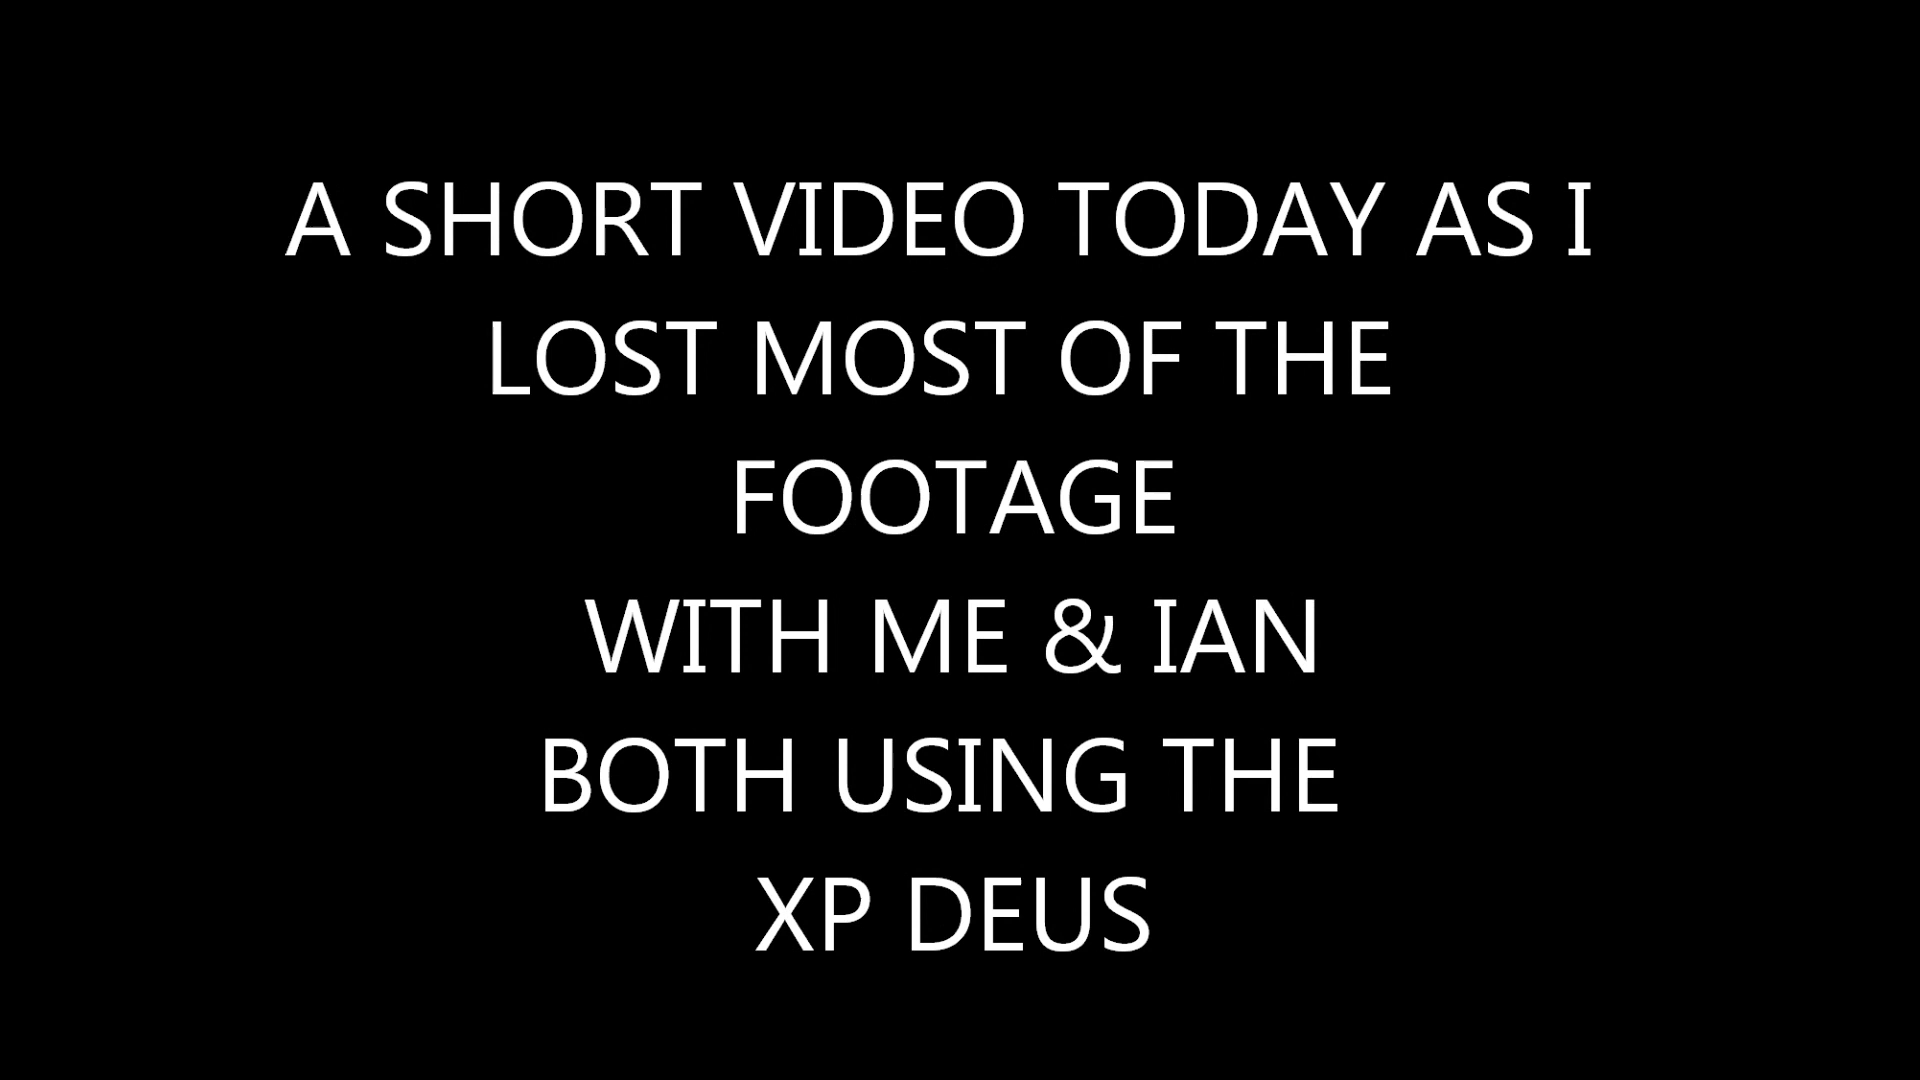 A SHORT VIDEO TODAY AS I
LOST MOST OF THE
FOOTAGE
WITH ME & IAN
BOTH USING THE
XP DEUS